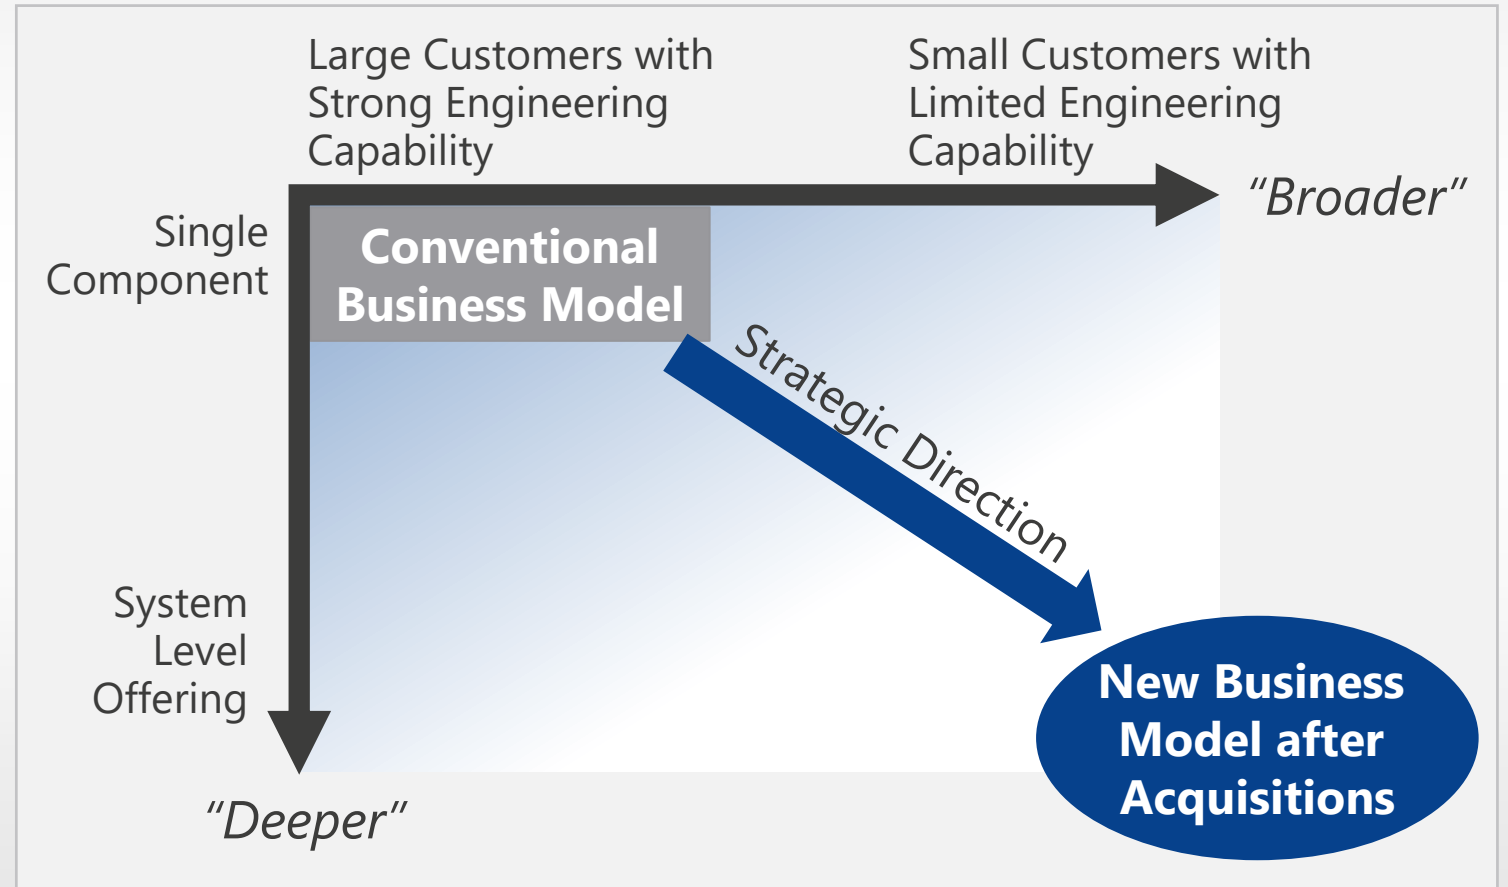 Large Customers with
Strong Engineering
Capability
Small Customers with
Limited Engineering
Capability
“Broader”
Single
Component
Conventional
Business Model
Strategic Direction
System
Level
Offering
New Business
Model after
Acquisitions
“Deeper”